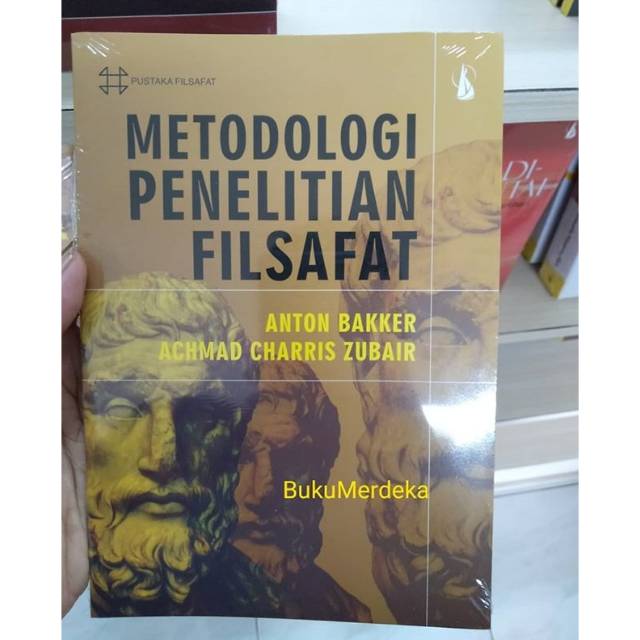 PUSTAKA FILSAFAT
METODOLOGI
PENELITIAN
FILSAFAT
ANTON BAKKER
ACHMAD CHARRIS ZUBAIR
BukuMerdeka